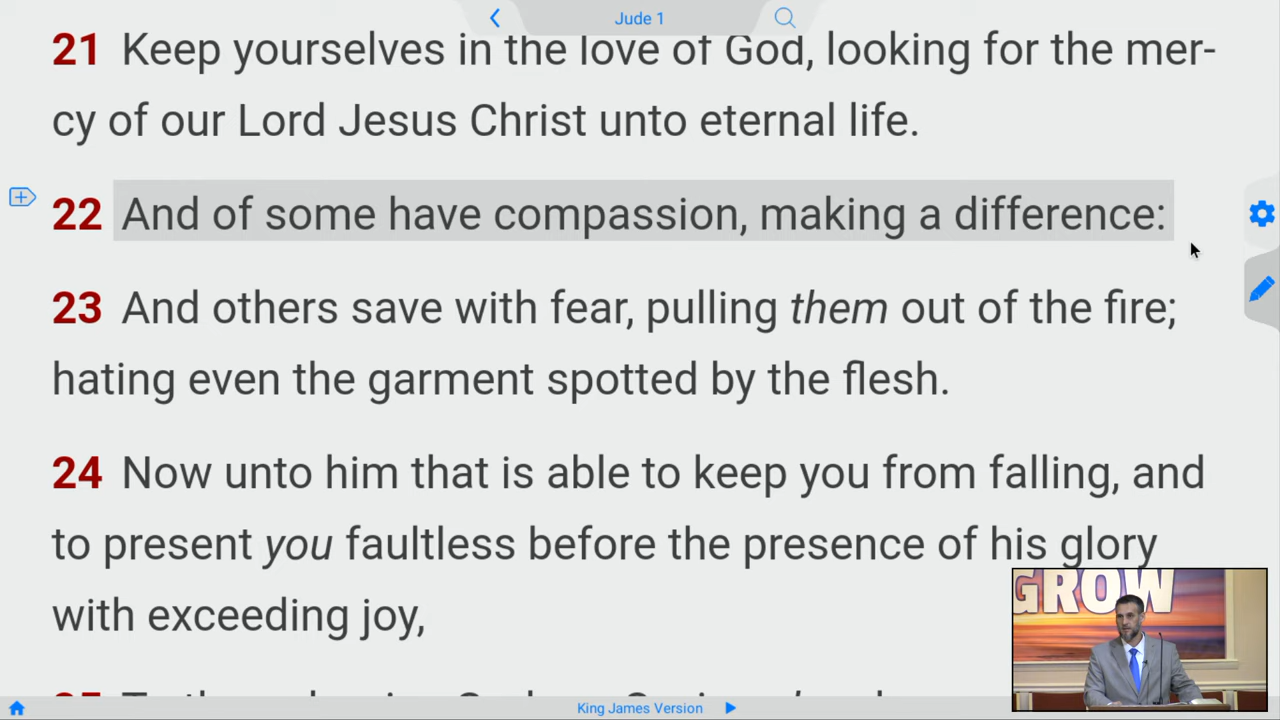 Jude 1
21 Keep yourselves in the love of God, looking for the mer-
cy of our Lord Jesus Christ unto eternal life.
22 And of some have compassion, making a difference:
23 And others save with fear, pulling them out of the fire;
hating even the garment spotted by the flesh.
24 Now unto him that is able to keep you from falling, and
to present you faultless before the presence of his glory
with exceeding joy,
GROW
King James Version